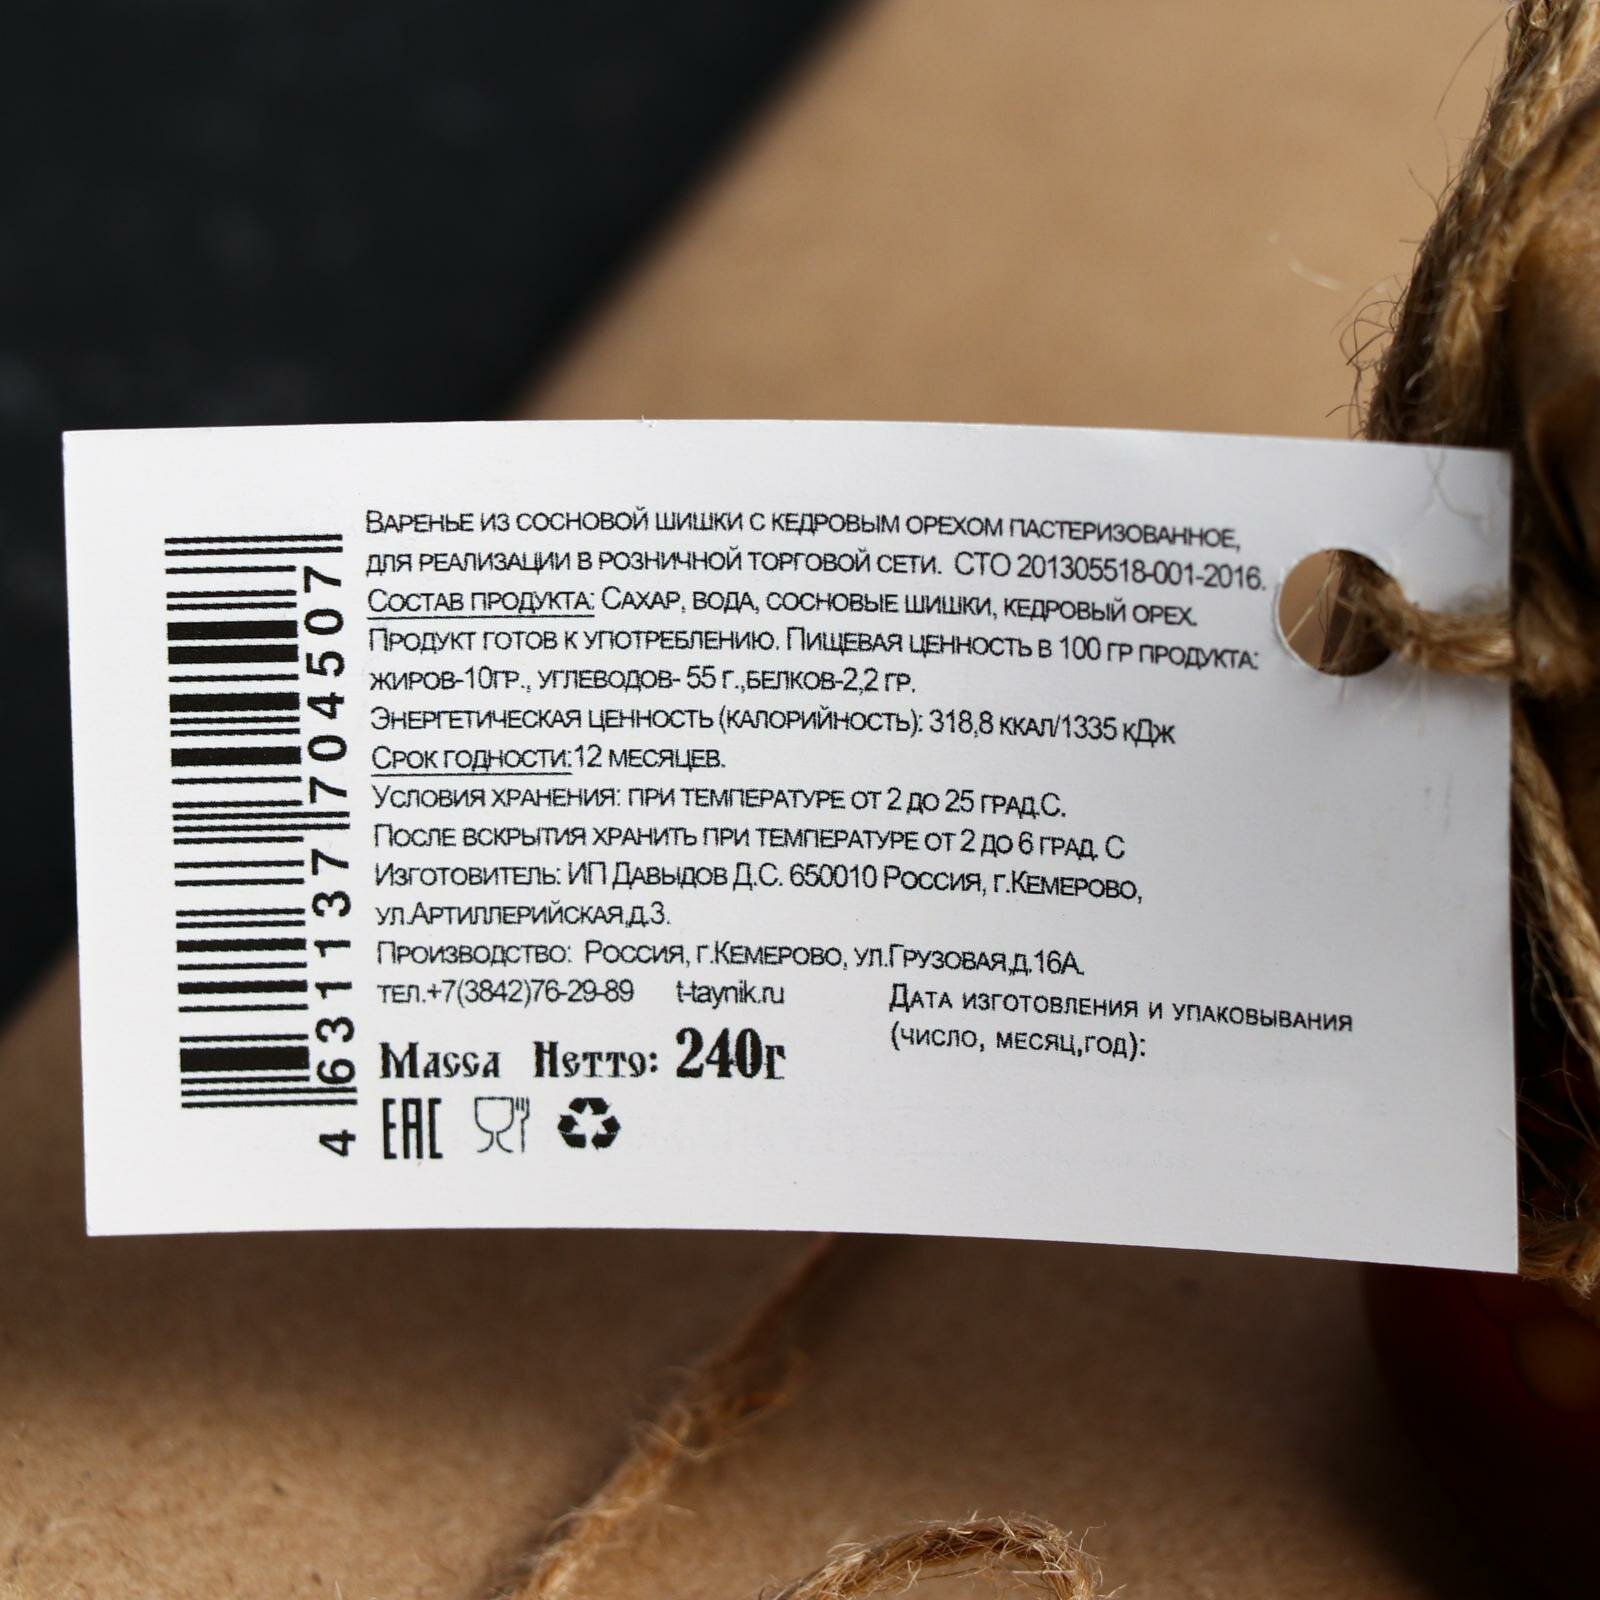 Варенье из сосновой шишки с кедровым орехом пастеризованное,
для реализации в розничной торговой сети. СТО 201305518-001-2016.
Состав продукта: Сахар, вода, сосновые шишки, кедровый орех.
Продукт готов к употреблению. Пищевая ценность в 100 гр продукта:
жиров-10гр., углеводов- 55 г.,белков-2,2 гр.
Энергетическая ценность (калорийность): 318,8 ккал/1335 кДж
Срок годности:12 месяцев.
Условия хранения: при температуре от 2 до 25 град.С.
После вскрытия хранить при температуре от 2 до 6 град. С
Изготовитель: ИП Давыдов Д.С. 650010 Россия, г.Кемерово,
ул.Артиллерийская,д.3.
Производство: Россия, г.Кемерово, ул.Грузовая,д.16А.
тел.+7(3842)76-29-89 t-taynik.ru
Дата изготовления и упаковывания
(число, месяц,год):
Масса Нетто: 240г
EAC
4 631137 704507